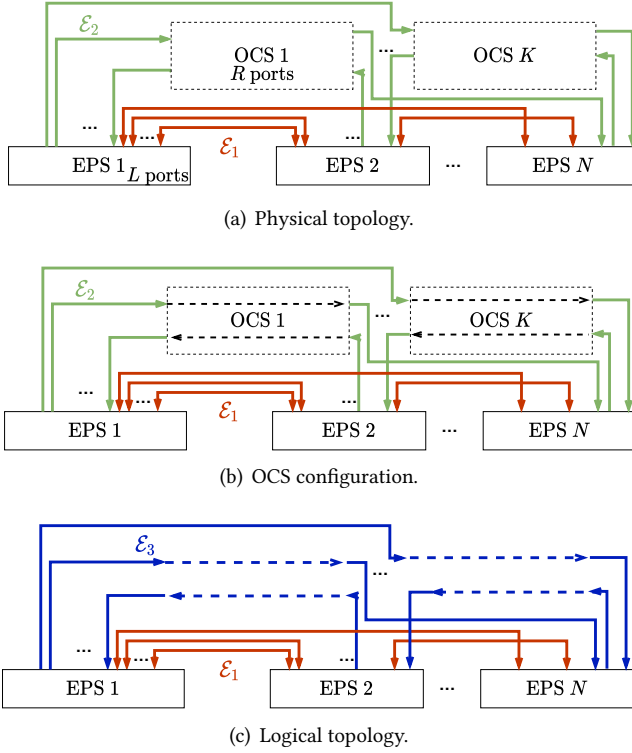 ℰ₂
OCS 1
R ports
...
OCS K
...
...
ℰ₁
...
EPS 1
L ports
EPS 2
...
EPS N
(a) Physical topology.
ℰ₂
OCS 1
...
OCS K
...
...
ℰ₁
...
EPS 1
EPS 2
...
EPS N
(b) OCS configuration.
ℰ₃
...
...
...
ℰ₁
...
EPS 1
EPS 2
...
EPS N
(c) Logical topology.